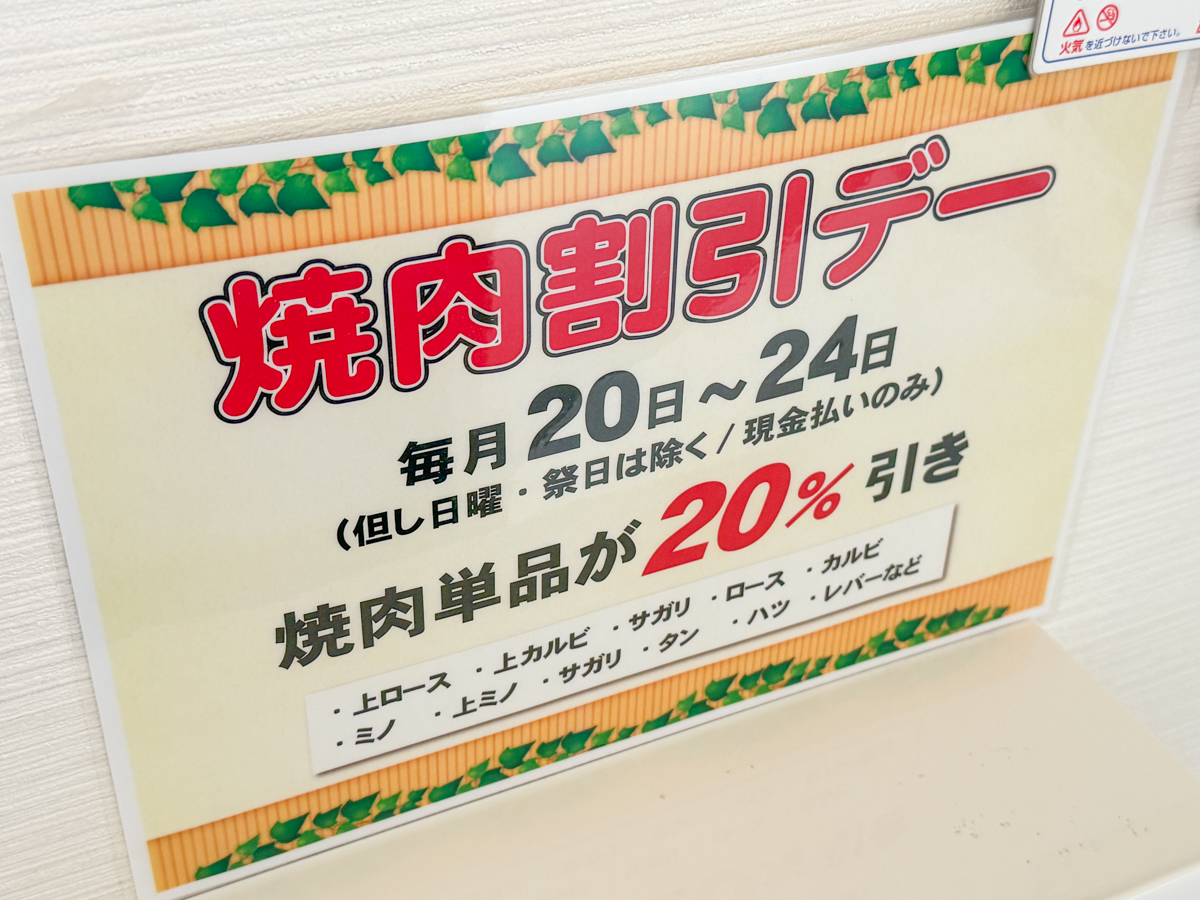 火気を近づけないで下さい。
焼肉割引デー
毎月20日～24日
(但し日曜・祭日は除く/現金払いのみ)
焼肉単品が20%引き
・上ロース ・上カルビ ・サガリ ・ロース ・カルビ
・ミノ ・上ミノ ・サガリ ・タン ・ハツ ・レバーなど